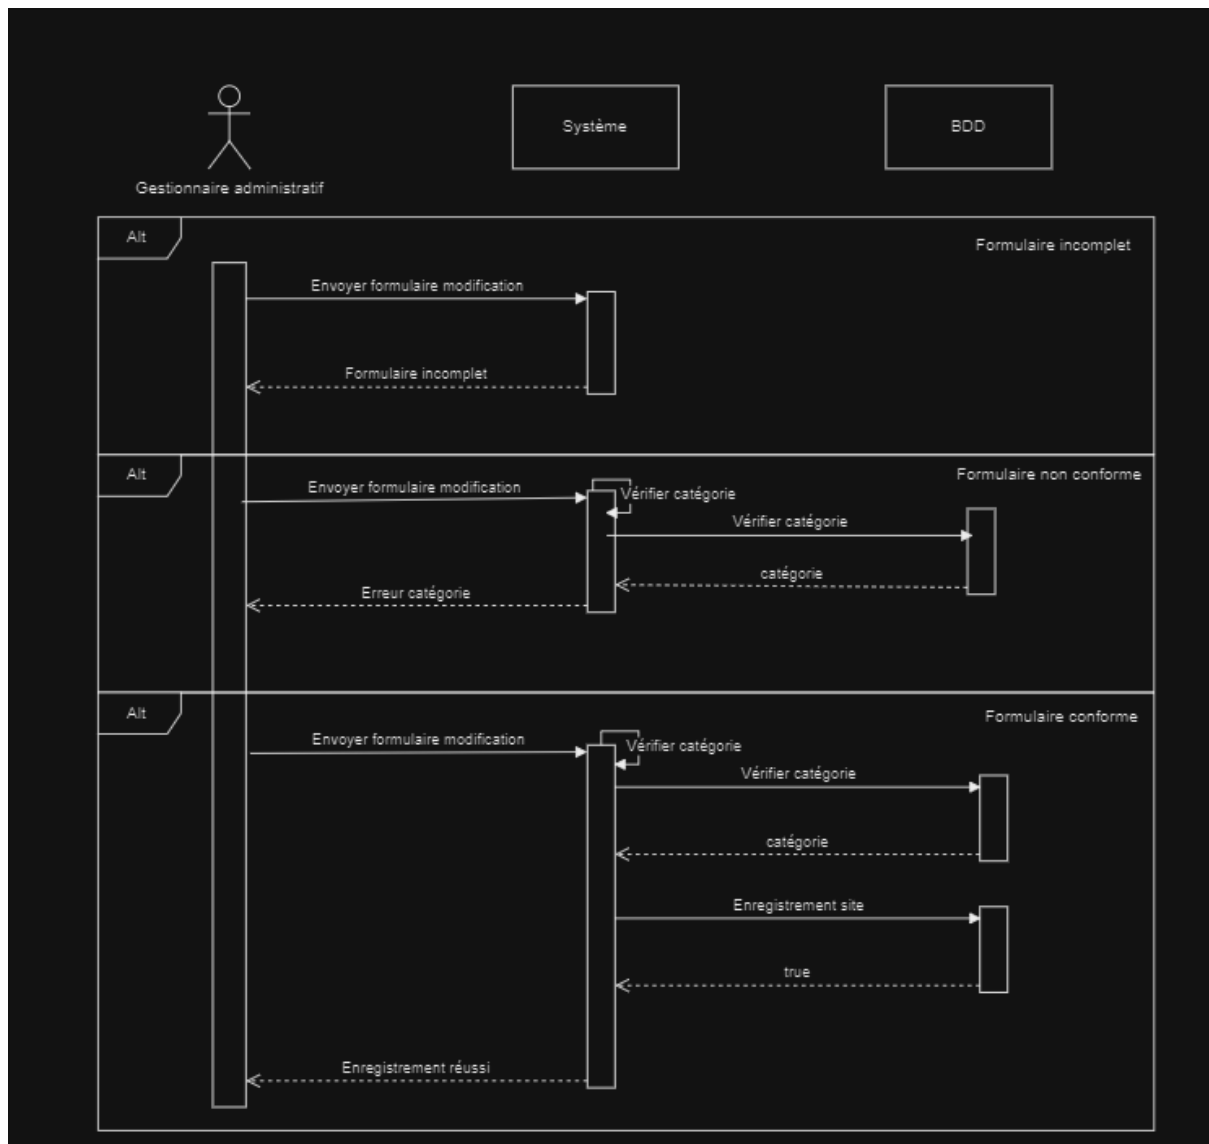 Système
BDD
Gestionnaire administratif
Alt
Formulaire incomplet
Envoyer formulaire modification
Formulaire incomplet
Alt
Formulaire non conforme
Envoyer formulaire modification
Vérifier catégorie
Vérifier catégorie
catégorie
Erreur catégorie
Alt
Formulaire conforme
Envoyer formulaire modification
Vérifier catégorie
Vérifier catégorie
catégorie
Enregistrement site
true
Enregistrement réussi